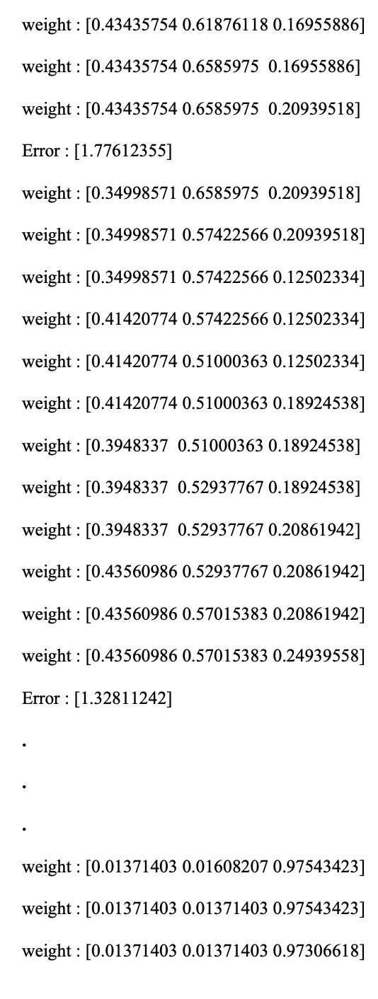 weight : [0.43435754 0.61876118 0.16955886]
weight : [0.43435754 0.6585975  0.16955886]
weight : [0.43435754 0.6585975  0.20939518]
Error : [1.77612355]
weight : [0.34998571 0.6585975  0.20939518]
weight : [0.34998571 0.57422566 0.20939518]
weight : [0.34998571 0.57422566 0.12502334]
weight : [0.41420774 0.57422566 0.12502334]
weight : [0.41420774 0.51000363 0.12502334]
weight : [0.41420774 0.51000363 0.18924538]
weight : [0.3948337  0.51000363 0.18924538]
weight : [0.3948337  0.52937767 0.18924538]
weight : [0.3948337  0.52937767 0.20861942]
weight : [0.43560986 0.52937767 0.20861942]
weight : [0.43560986 0.57015383 0.20861942]
weight : [0.43560986 0.57015383 0.24939558]
Error : [1.32811242]
.
.
.
weight : [0.01371403 0.01608207 0.97543423]
weight : [0.01371403 0.01371403 0.97543423]
weight : [0.01371403 0.01371403 0.97306618]